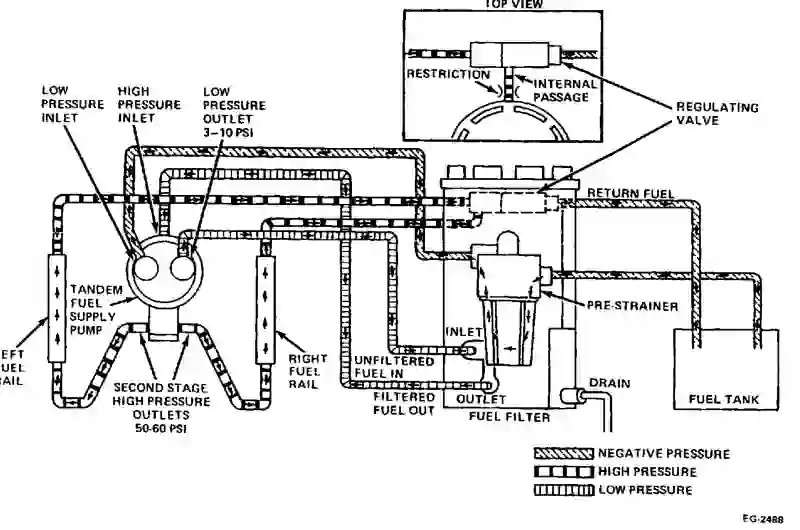 TOP VIEW
RESTRICTION
INTERNAL
PASSAGE
REGULATING
VALVE
LOW
PRESSURE
INLET
HIGH
PRESSURE
INLET
LOW
PRESSURE
OUTLET
3–10 PSI
RETURN FUEL
TANDEM
FUEL
SUPPLY
PUMP
PRE-STRAINER
INLET
EFT
UEL
AIL
RIGHT
FUEL
RAIL
UNFILTERED
FUEL IN
FILTERED
FUEL OUT
SECOND STAGE
HIGH PRESSURE
OUTLETS
50-60 PSI
OUTLET
FUEL FILTER
DRAIN
FUEL TANK
NEGATIVE PRESSURE
HIGH PRESSURE
LOW PRESSURE
EG-2488